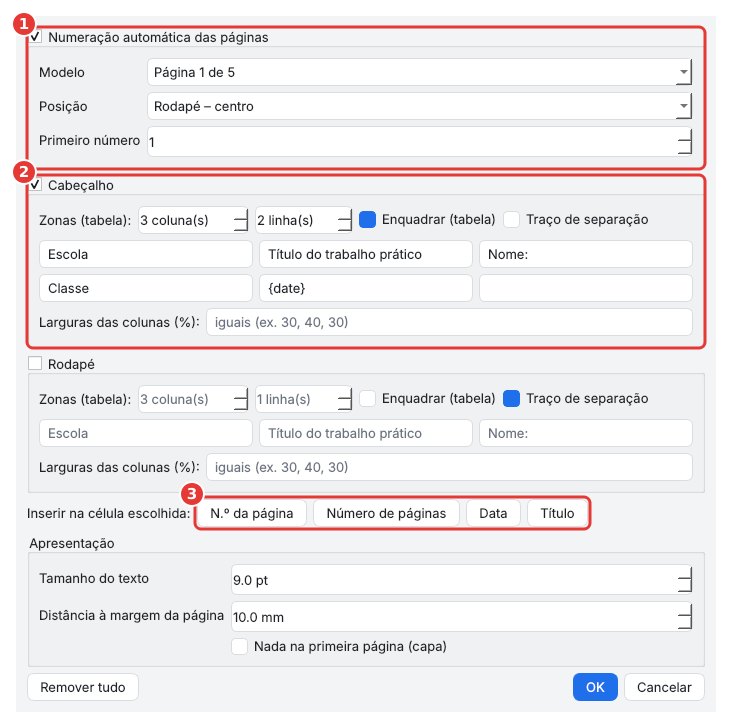 1
Numeração automática das páginas
Modelo Página 1 de 5
Posição Rodapé – centro
Primeiro número 1
2
Cabeçalho
Zonas (tabela): 3 coluna(s) 2 linha(s) Enquadrar (tabela) Traço de separação
Escola Título do trabalho prático Nome:
Classe {date}
Larguras das colunas (%): iguais (ex. 30, 40, 30)
Rodapé
Zonas (tabela): 3 coluna(s) 1 linha(s) Enquadrar (tabela) Traço de separação
Escola Título do trabalho prático Nome:
Larguras das colunas (%): iguais (ex. 30, 40, 30)
3
Inserir na célula escolhida: N.º da página Número de páginas Data Título
Apresentação
Tamanho do texto 9.0 pt
Distância à margem da página 10.0 mm
Nada na primeira página (capa)
Remover tudo OK Cancelar